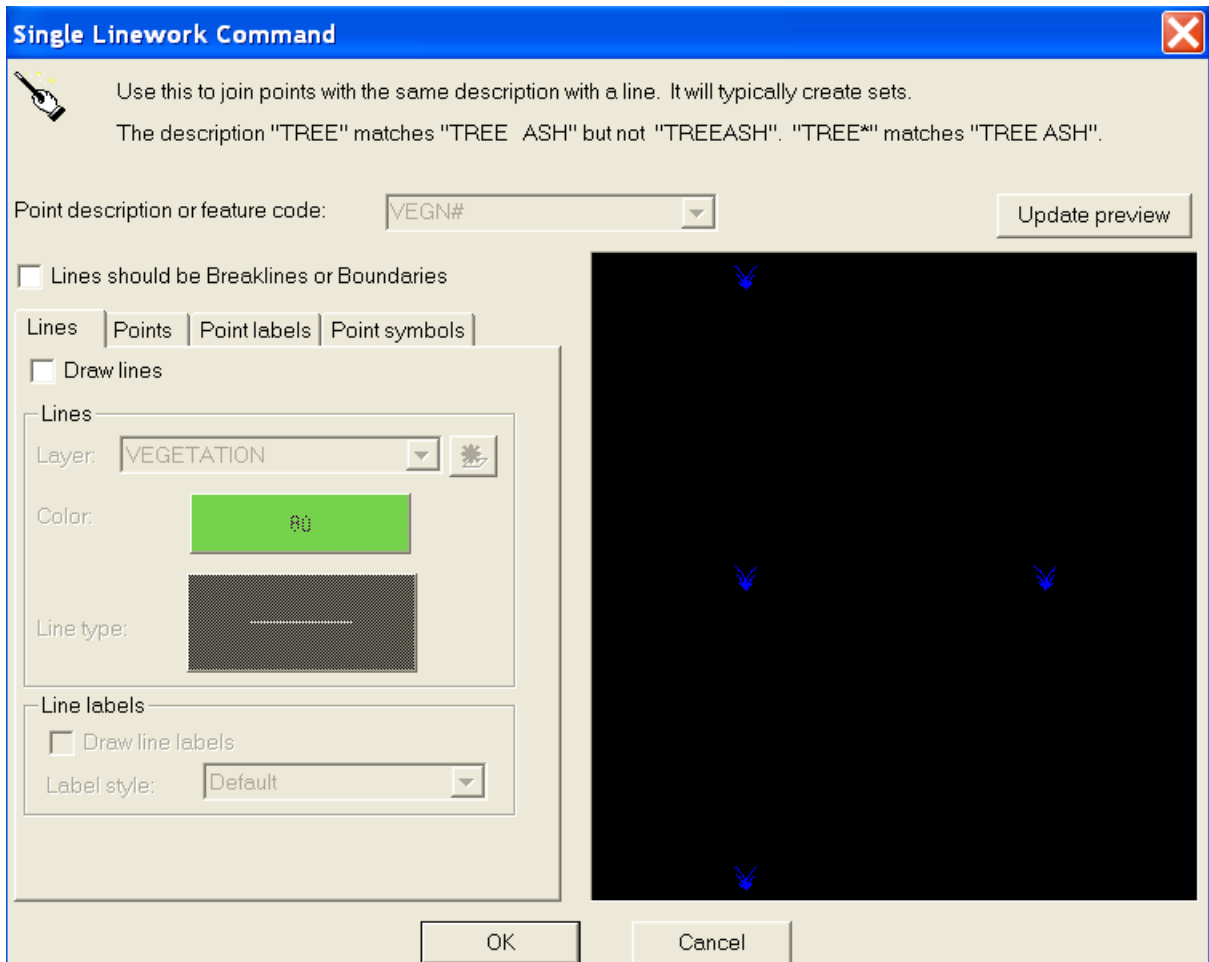 Single Linework Command
Use this to join points with the same description with a line. It will typically create sets.
The description "TREE" matches "TREE ASH" but not "TREEASH". "TREE*" matches "TREE ASH".
Point description or feature code: VEGN#
Update preview
Lines should be Breaklines or Boundaries
Lines Points Point labels Point symbols
Draw lines
Lines
Layer: VEGETATION
Color: 80
Line type:
Line labels
Draw line labels
Label style: Default
OK Cancel